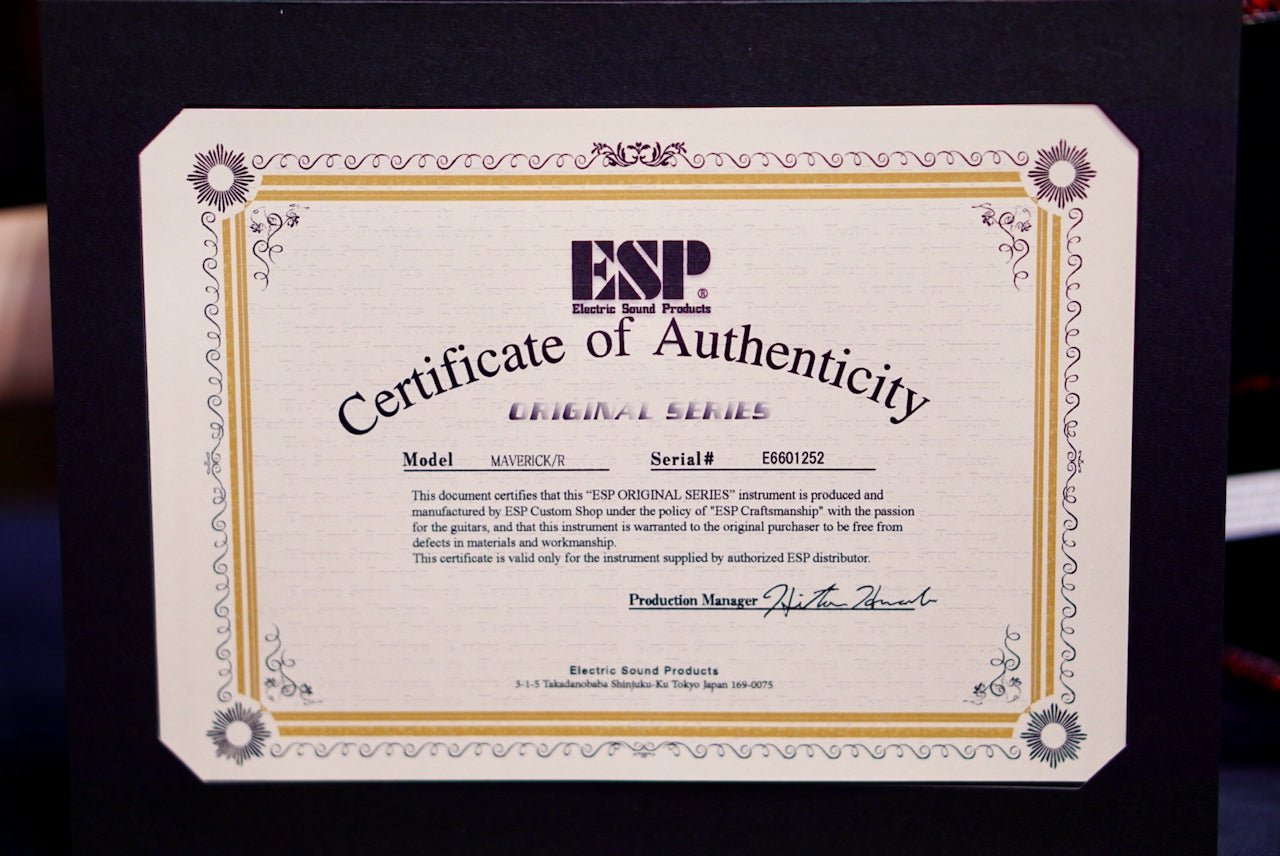 ESP®
Electric Sound Products
Certificate of Authenticity
ORIGINAL SERIES
Model MAVERICK/R Serial# E6601252
This document certifies that this “ESP ORIGINAL SERIES” instrument is produced and
manufactured by ESP Custom Shop under the policy of "ESP Craftsmanship" with the passion
for the guitars, and that this instrument is warranted to the original purchaser to be free from
defects in materials and workmanship.
This certificate is valid only for the instrument supplied by authorized ESP distributor.
Production Manager
Electric Sound Products
3-1-5 Takadanobaba Shinjuku-Ku Tokyo Japan 169-0075